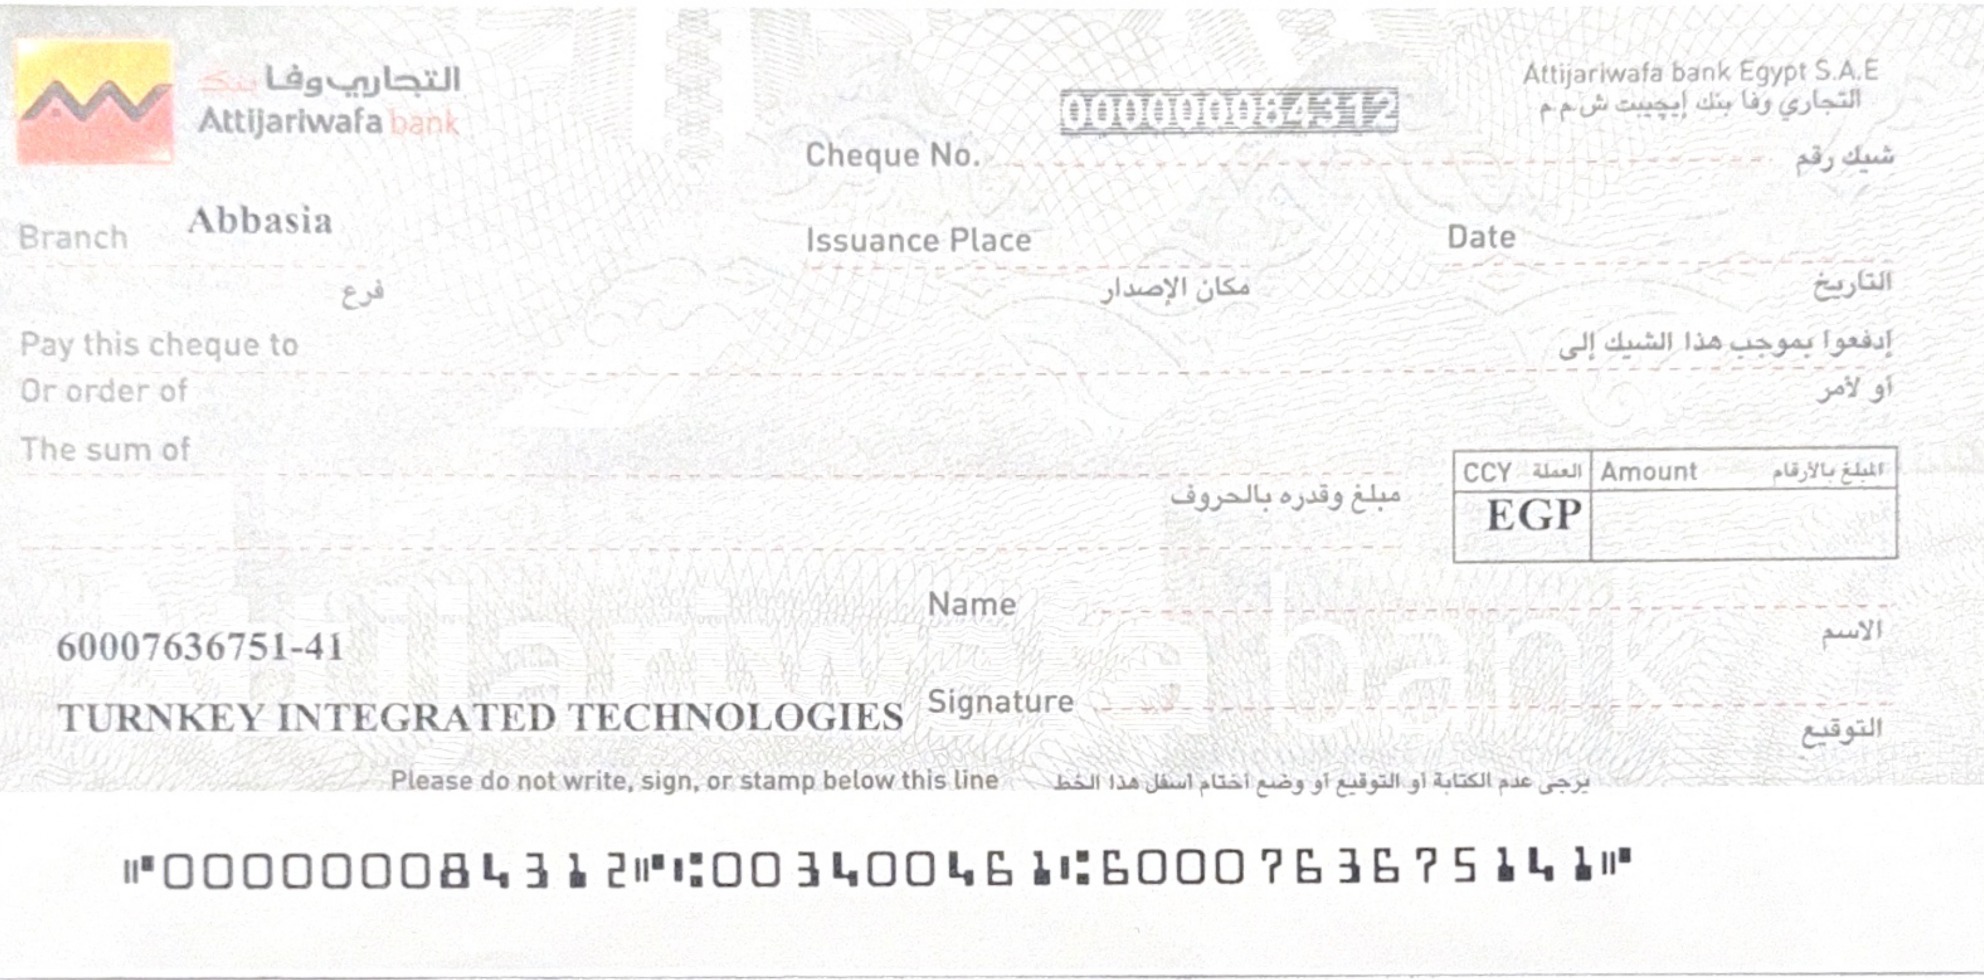 التجاري وفا بنك
Attijariwafa bank
Attijariwafa bank Egypt S.A.E
التجاري وفا بنك إيجيبت ش.م.م
000000084312
Cheque No. شيك رقم
Branch Abbasia
فرع
Issuance Place
مكان الإصدار
Date
التاريخ
Pay this cheque to إدفعوا بموجب هذا الشيك إلى
Or order of أو لأمر
The sum of
مبلغ وقدره بالحروف
CCY العملة Amount المبلغ بالأرقام
EGP
Name
الاسم
60007636751-41
TURNKEY INTEGRATED TECHNOLOGIES
Signature
التوقيع
Please do not write, sign, or stamp below this line يرجى عدم الكتابة أو التوقيع أو وضع أختام أسفل هذا الخط
⑈000000084312⑈⑆003400461⑆6000763675141⑈
Attijariwafa bank